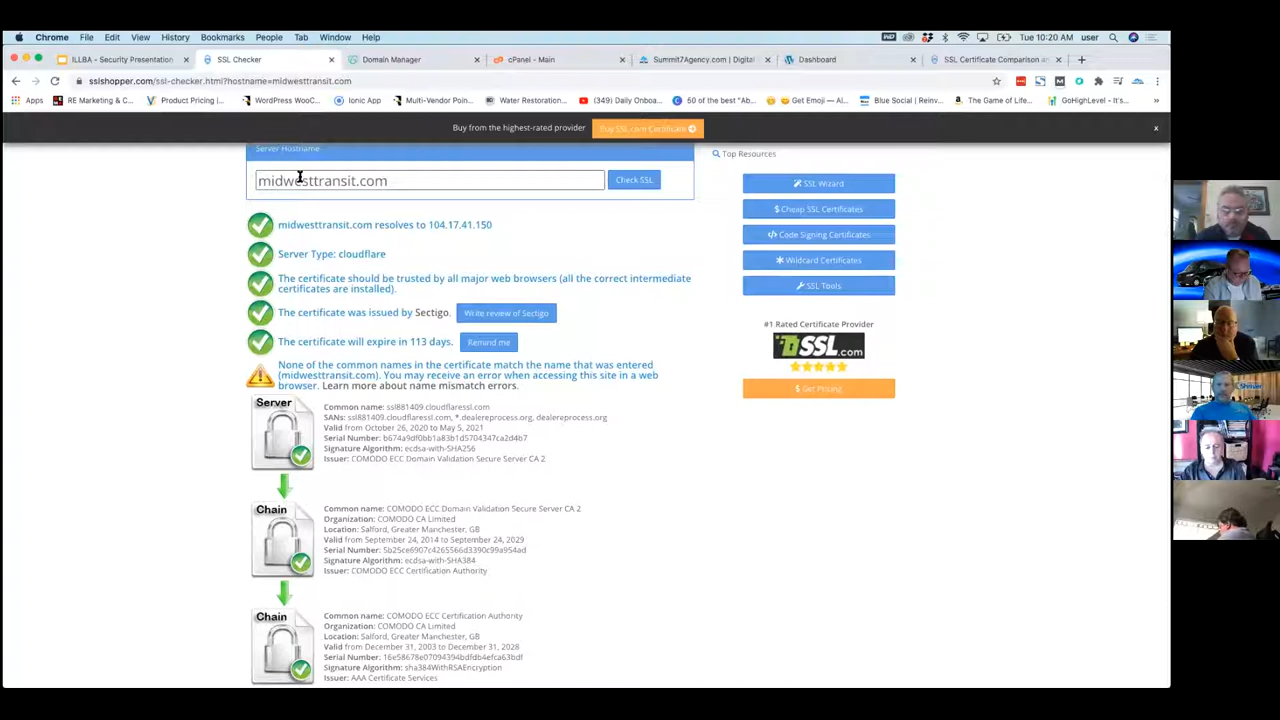 Chrome File Edit View History Bookmarks People Tab Window Help Tue 10:20 AM user
ILLBA - Security Presentation SSL Checker Domain Manager cPanel - Main Summit7Agency.com | Digital Dashboard SSL Certificate Comparison an
sslshopper.com/ssl-checker.html?hostname=midwesttransit.com
Apps RE Marketing & C... Product Pricing |... WordPress WooC... Ionic App Multi-Vendor Poin... Water Restoration... (349) Daily Onboa... 50 of the best "Ab... Get Emoji — Al... Blue Social | Reinv... The Game of Life... GoHighLevel - It's... »
Buy from the highest-rated provider Buy SSL.com Certificate x
Server Hostname
Top Resources
midwesttransit.com Check SSL
SSL Wizard
Cheap SSL Certificates
Code Signing Certificates
Wildcard Certificates
SSL Tools
midwesttransit.com resolves to 104.17.41.150
Server Type: cloudflare
The certificate should be trusted by all major web browsers (all the correct intermediate
certificates are installed).
The certificate was issued by Sectigo. Write review of Sectigo
The certificate will expire in 113 days. Remind me
None of the common names in the certificate match the name that was entered
(midwesttransit.com). You may receive an error when accessing this site in a web
browser. Learn more about name mismatch errors.
#1 Rated Certificate Provider
SSL.com
Get Pricing
Server
Common name: ssl881409.cloudflaressl.com
SANs: ssl881409.cloudflaressl.com, *.dealereprocess.org, dealereprocess.org
Valid from October 26, 2020 to May 5, 2021
Serial Number: b674a9df0bb1a83b1d5704347ca2d4b7
Signature Algorithm: ecdsa-with-SHA256
Issuer: COMODO ECC Domain Validation Secure Server CA 2
Chain
Common name: COMODO ECC Domain Validation Secure Server CA 2
Organization: COMODO CA Limited
Location: Salford, Greater Manchester, GB
Valid from September 24, 2014 to September 24, 2029
Serial Number: 5b25ce6907c4265566d3390c99a954ad
Signature Algorithm: ecdsa-with-SHA384
Issuer: COMODO ECC Certification Authority
Chain
Common name: COMODO ECC Certification Authority
Organization: COMODO CA Limited
Location: Salford, Greater Manchester, GB
Valid from December 31, 2003 to December 31, 2028
Serial Number: 16e58678e07094394bdfdb4efca63bdf
Signature Algorithm: sha384WithRSAEncryption
Issuer: AAA Certificate Services